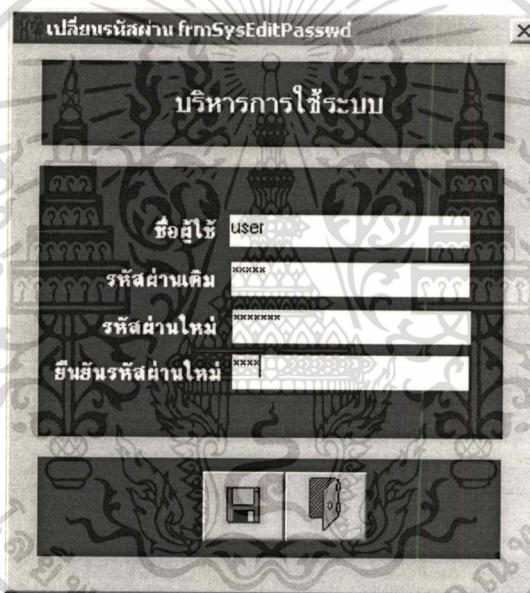 เปลี่ยนรหัสผ่าน frmSysEditPasswd
บริหารการใช้ระบบ
ชื่อผู้ใช้ user
รหัสผ่านเดิม *****
รหัสผ่านใหม่ *******
ยืนยันรหัสผ่านใหม่ ****